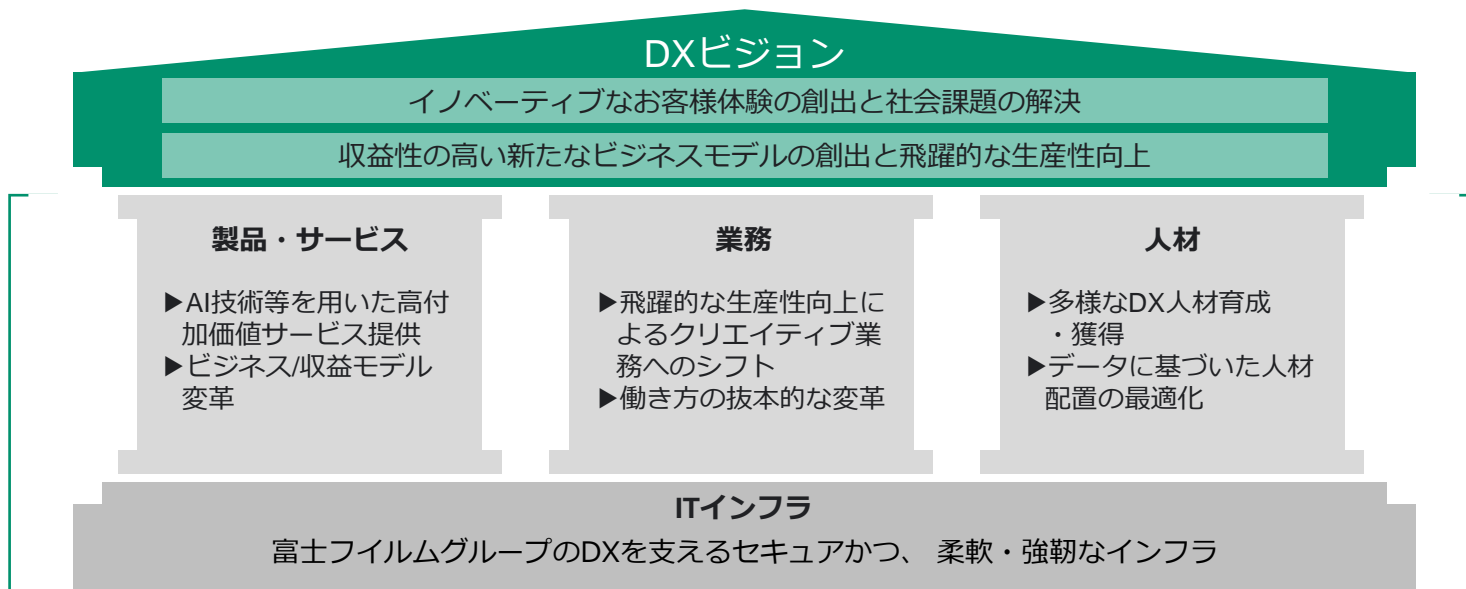 DXビジョン
イノベーティブなお客様体験の創出と社会課題の解決
収益性の高い新たなビジネスモデルの創出と飛躍的な生産性向上
製品・サービス
▶AI技術等を用いた高付
加価値サービス提供
▶ビジネス/収益モデル
変革
業務
▶飛躍的な生産性向上に
よるクリエイティブ業
務へのシフト
▶働き方の抜本的な変革
人材
▶多様なDX人材育成
・獲得
▶データに基づいた人材
配置の最適化
ITインフラ
富士フイルムグループのDXを支えるセキュアかつ、 柔軟・強靭なインフラ